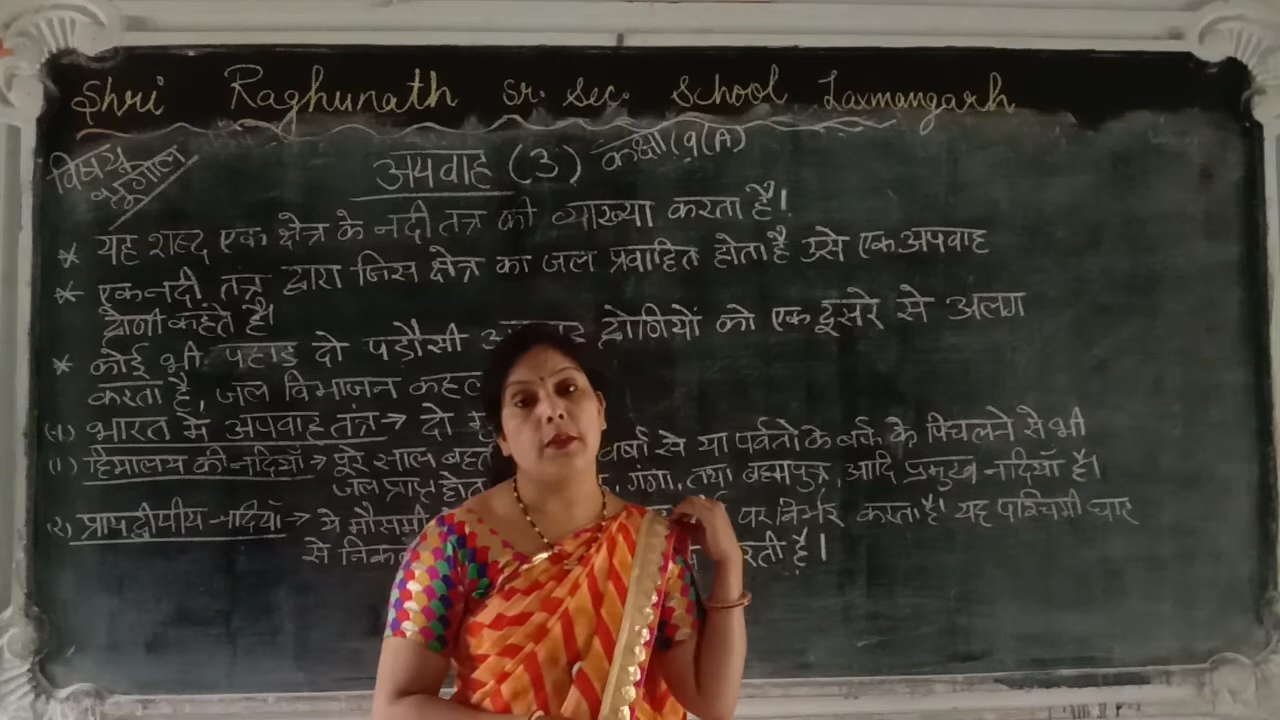 Shri Raghunath Sr. Sec. School Laxmangarh
विषय भूगोल
अपवाह (3) कक्षा (9(A)
* यह शब्द एक क्षेत्र के नदी तंत्र की व्याख्या करता है।
* एक नदी तंत्र द्वारा जिस क्षेत्र का जल प्रवाहित होता है उसे एक अपवाह
द्रोणी कहते है।
* कोई भी पहाड़ दो पड़ौसी द्रोणियों को एक दूसरे से अलग
करता है, जल विभाजन
भारत में अपवाह तंत्र → दो
(1) हिमालय की नदियाँ → पूरे साल वर्षा से या पर्वतो के बर्फ के पिघलने से भी
जल प्राप्त गंगा, तथा ब्रह्मपुत्र, आदि प्रमुख नदियाँ है।
(2) प्रायद्वीपीय नदियाँ → ये मौसमी पर निर्भर करता है। यह पश्चिमी घाट
से है।